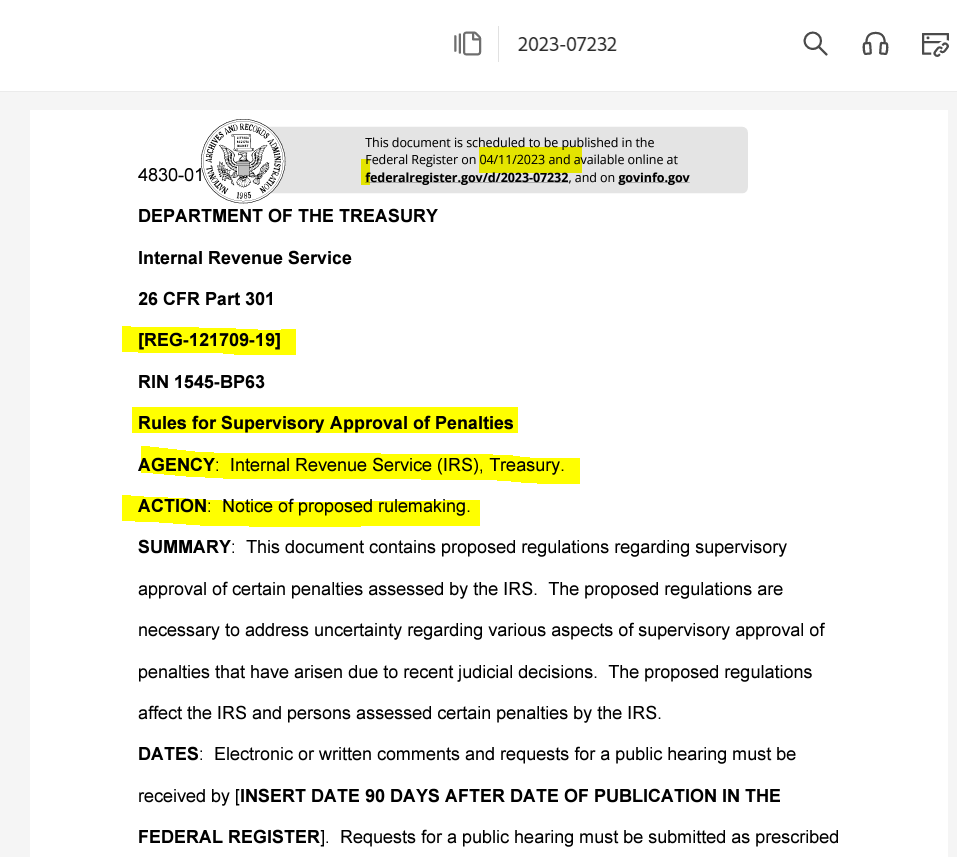 2023-07232
This document is scheduled to be published in the
Federal Register on 04/11/2023 and available online at
federalregister.gov/d/2023-07232, and on govinfo.gov
4830-01
NATIONAL ARCHIVES AND RECORDS ADMINISTRATION
1985
DEPARTMENT OF THE TREASURY
Internal Revenue Service
26 CFR Part 301
[REG-121709-19]
RIN 1545-BP63
Rules for Supervisory Approval of Penalties
AGENCY:  Internal Revenue Service (IRS), Treasury.
ACTION:  Notice of proposed rulemaking.
SUMMARY:  This document contains proposed regulations regarding supervisory
approval of certain penalties assessed by the IRS.  The proposed regulations are
necessary to address uncertainty regarding various aspects of supervisory approval of
penalties that have arisen due to recent judicial decisions.  The proposed regulations
affect the IRS and persons assessed certain penalties by the IRS.
DATES:  Electronic or written comments and requests for a public hearing must be
received by [INSERT DATE 90 DAYS AFTER DATE OF PUBLICATION IN THE
FEDERAL REGISTER].  Requests for a public hearing must be submitted as prescribed